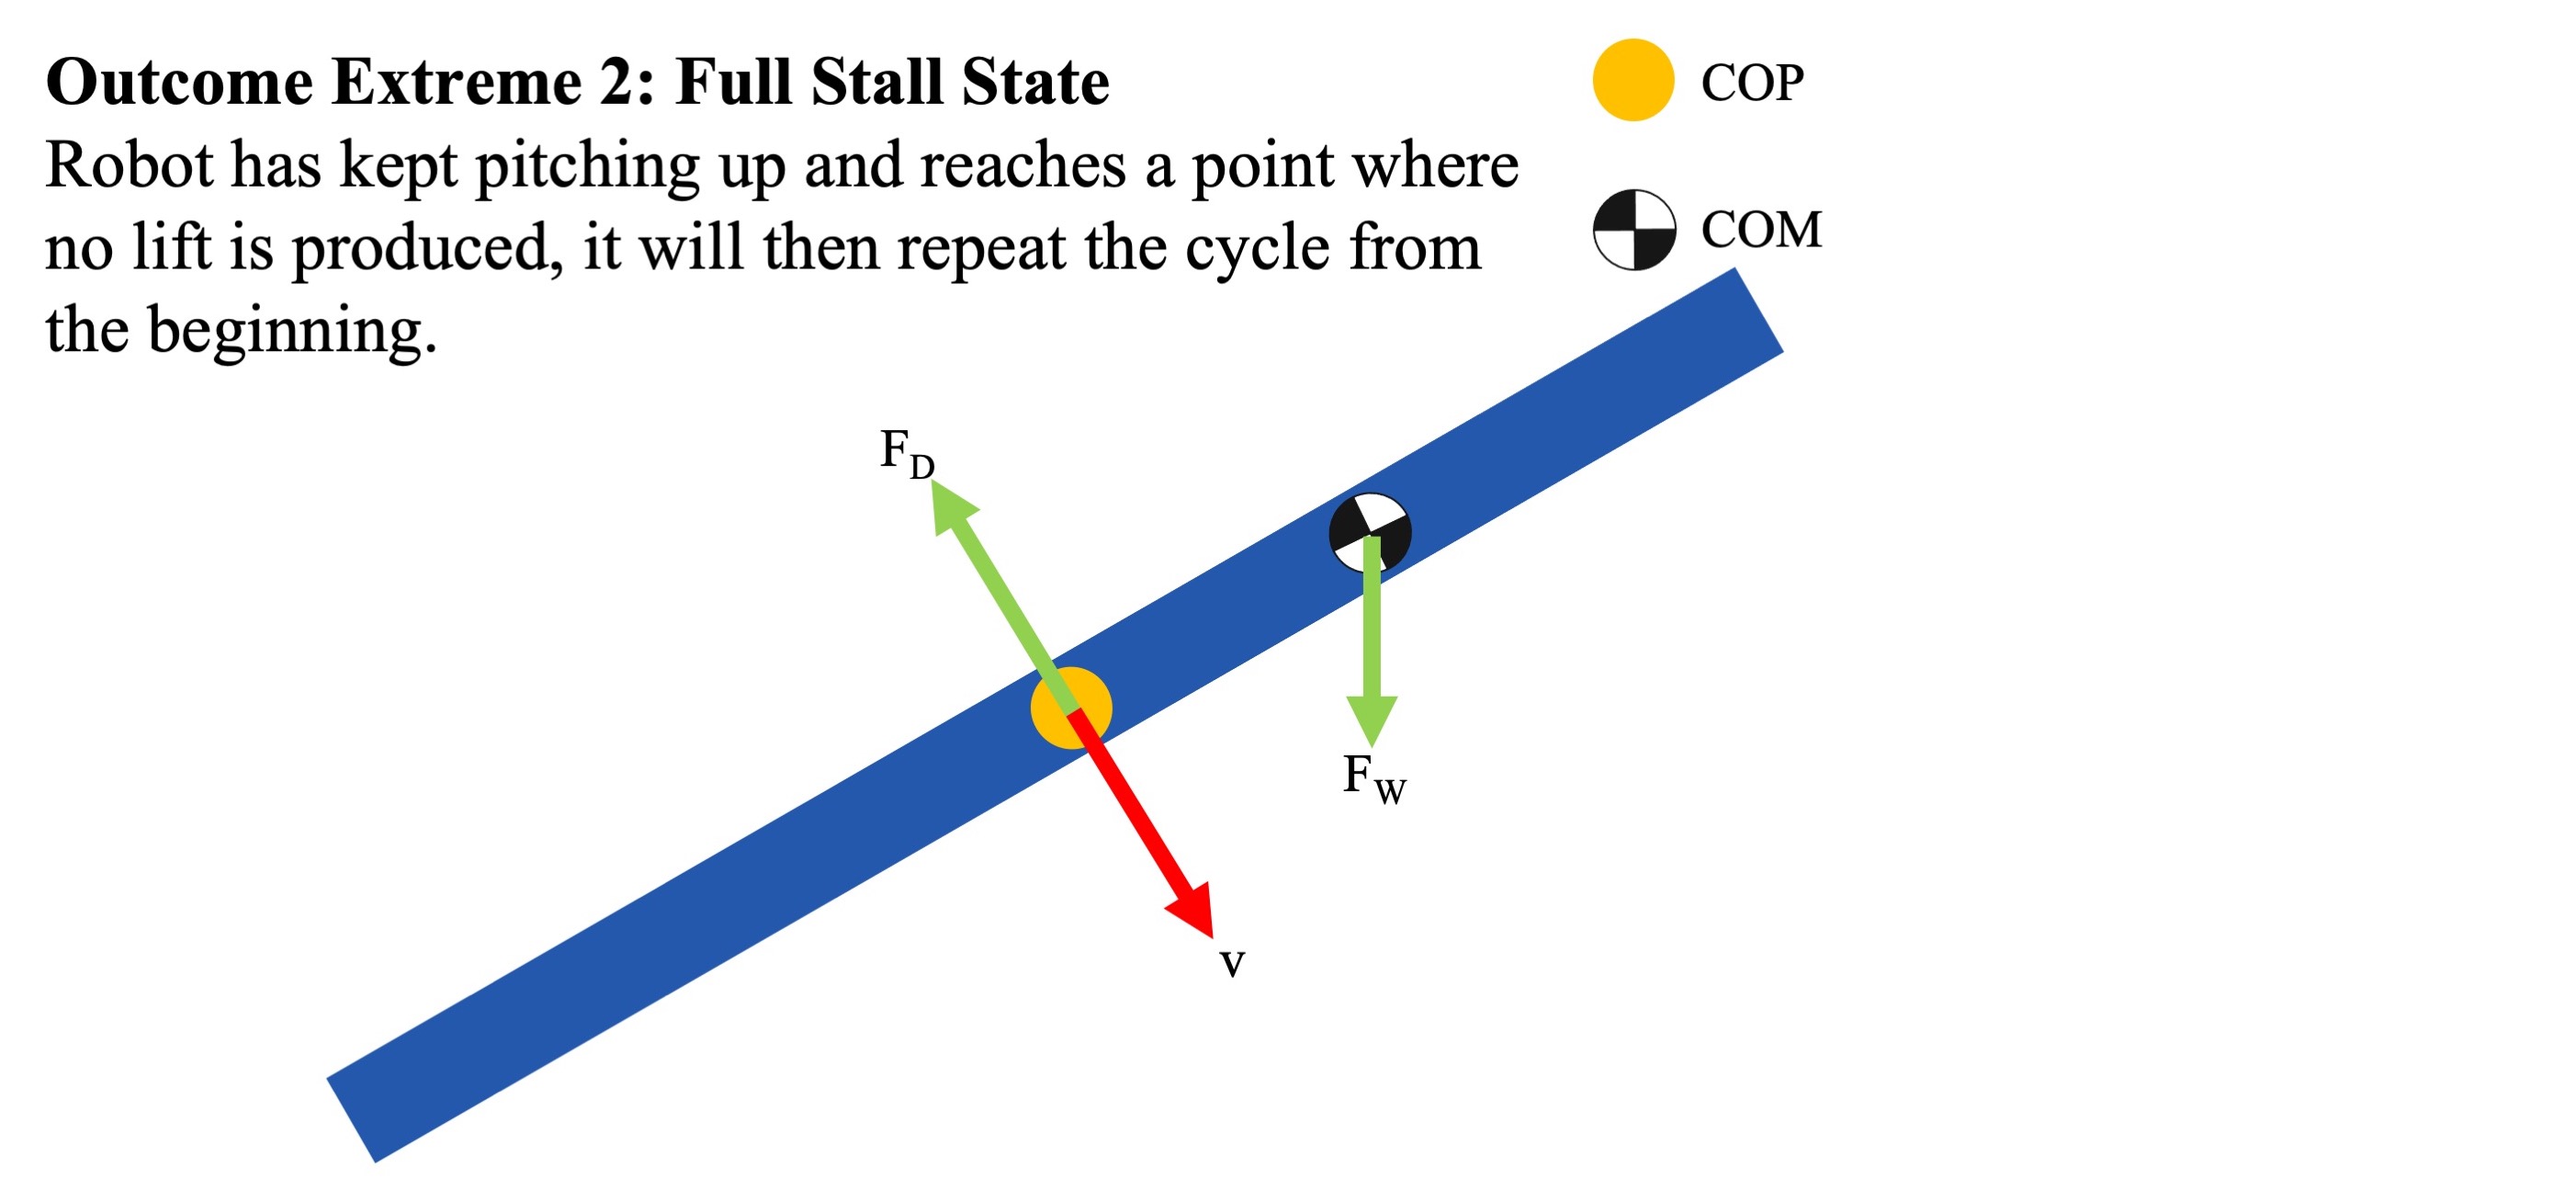 Outcome Extreme 2: Full Stall State
Robot has kept pitching up and reaches a point where
no lift is produced, it will then repeat the cycle from
the beginning.
COP
COM
F_D
F_W
v